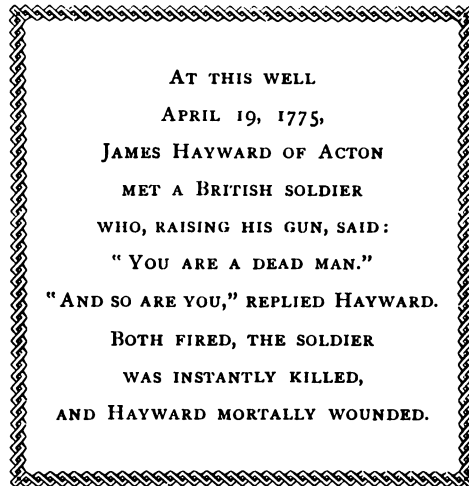 At this well
April 19, 1775,
James Hayward of Acton
met a British soldier
who, raising his gun, said:
“You are a dead man.”
“And so are you,” replied Hayward.
Both fired, the soldier
was instantly killed,
and Hayward mortally wounded.